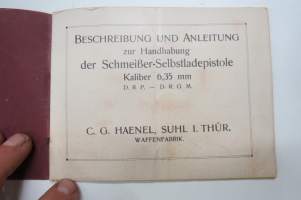 BESCHREIBUNG UND ANLEITUNG
zur Handhabung
der Schmeißer-Selbstladepistole
Kaliber 6,35 mm
D. R. P. — D. R. G. M.
C. G. HAENEL, SUHL I. THÜR.
WAFFENFABRIK.